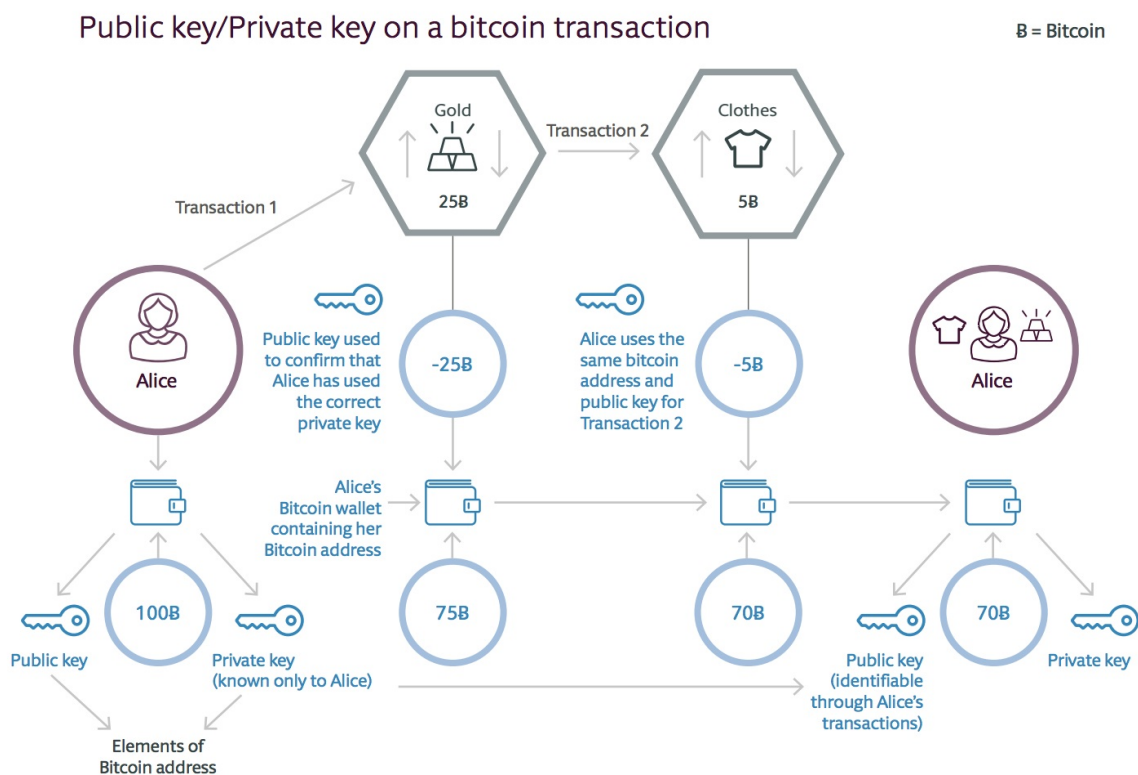 Public key/Private key on a bitcoin transaction
Ƀ = Bitcoin
Gold
25Ƀ
Transaction 2
Clothes
5Ƀ
Transaction 1
Alice
Public key used
to confirm that
Alice has used
the correct
private key
-25Ƀ
Alice uses the
same bitcoin
address and
public key for
Transaction 2
-5Ƀ
Alice
Alice's
Bitcoin wallet
containing her
Bitcoin address
100Ƀ
75Ƀ
70Ƀ
70Ƀ
Public key
Private key
(known only to Alice)
Public key
(identifiable
through Alice's
transactions)
Private key
Elements of
Bitcoin address